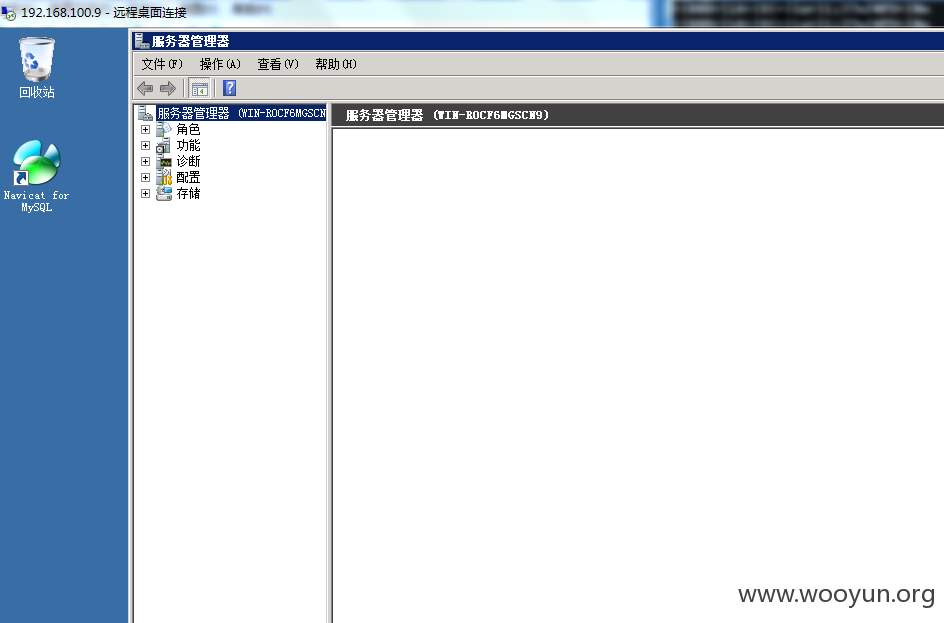 192.168.100.9 - 远程桌面连接
回收站
Navicat for
MySQL
服务器管理器
文件(F) 操作(A) 查看(V) 帮助(H)
服务器管理器 (WIN-ROCF6MGSCN
角色
功能
诊断
配置
存储
服务器管理器 (WIN-ROCF6MGSCN9)
www.wooyun.org